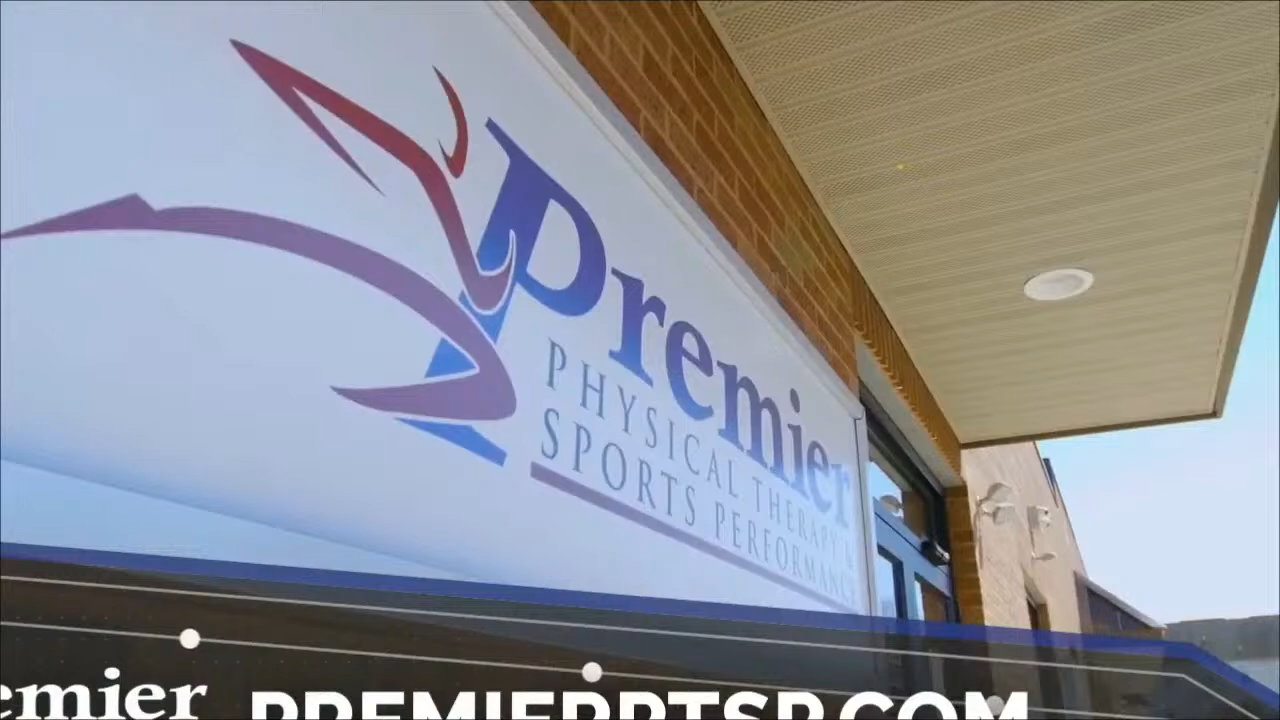 Premier
PHYSICAL THERAPY &
SPORTS PERFORMANCE
emier
PREMIERPTSP.COM